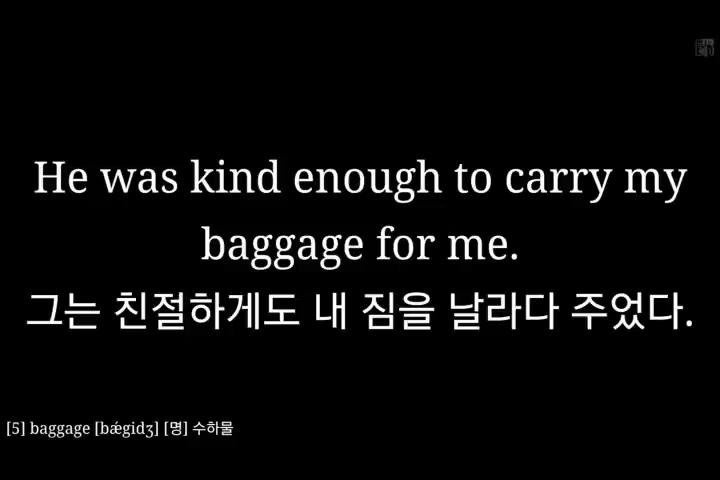 He was kind enough to carry my
baggage for me.
그는 친절하게도 내 짐을 날라다 주었다.
[5] baggage [bǽgidʒ] [명] 수하물